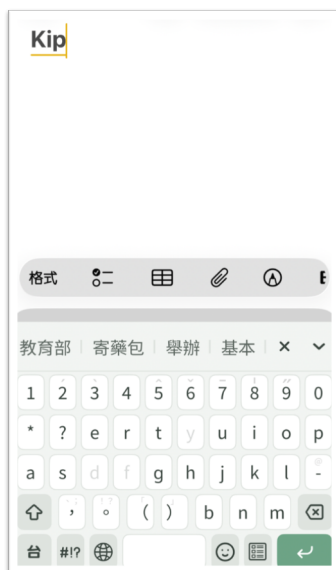 Kip
格式
教育部 寄藥包 舉辦 基本
1 2 3 4 5 6 7 8 9 0
* ? e r t y u i o p
a s d f g h j k l -
, 。 ( ) b n m
台 #!?